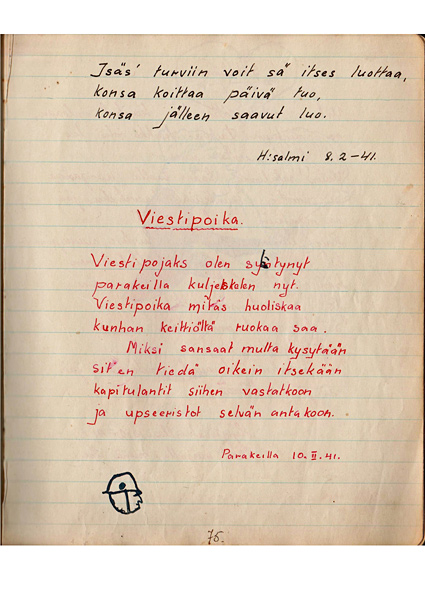 Isäs' turviin voit sä itses luottaa,
konsa koittaa päivä tuo,
konsa jälleen saavut luo.
H:salmi 8.2-41.
Viestipoika.
Viestipojaks olen syntynyt
parakeilla kuljeskelen nyt.
Viestipoika mitäs huoliskaa
kunhan keittiöltä ruokaa saa.
Miksi sansaat multa kysytään
sit'en tiedä oikein itsekään
kapitulantit siihen vastatkoon
ja upseeristot selvän antakoon.
Parakeilla 10.II.41.
75.